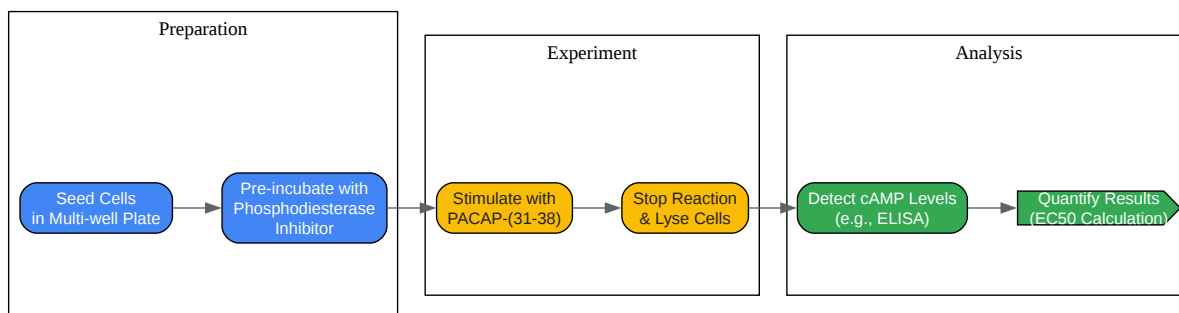 Preparation
Seed Cells
in Multi-well Plate
Pre-incubate with
Phosphodiesterase
Inhibitor
Experiment
Stimulate with
PACAP-(31-38)
Stop Reaction
& Lyse Cells
Analysis
Detect cAMP Levels
(e.g., ELISA)
Quantify Results
(EC50 Calculation)